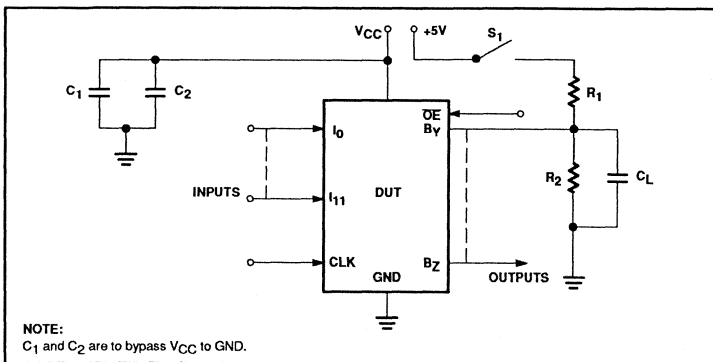 VCC
+5V
S1
C1
C2
R1
OE
I0
BY
R2
CL
INPUTS
DUT
I11
CLK
BZ
GND
OUTPUTS
NOTE:
C1 and C2 are to bypass VCC to GND.